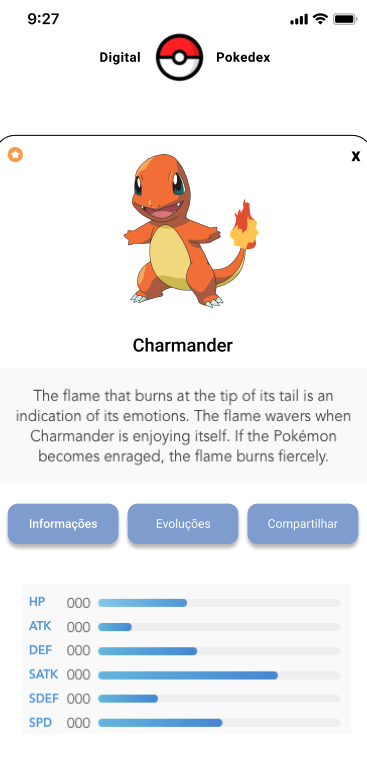 9:27
Digital Pokedex
x
Charmander
The flame that burns at the tip of its tail is an
indication of its emotions. The flame wavers when
Charmander is enjoying itself. If the Pokémon
becomes enraged, the flame burns fiercely.
Informações Evoluções Compartilhar
HP 000
ATK 000
DEF 000
SATK 000
SDEF 000
SPD 000